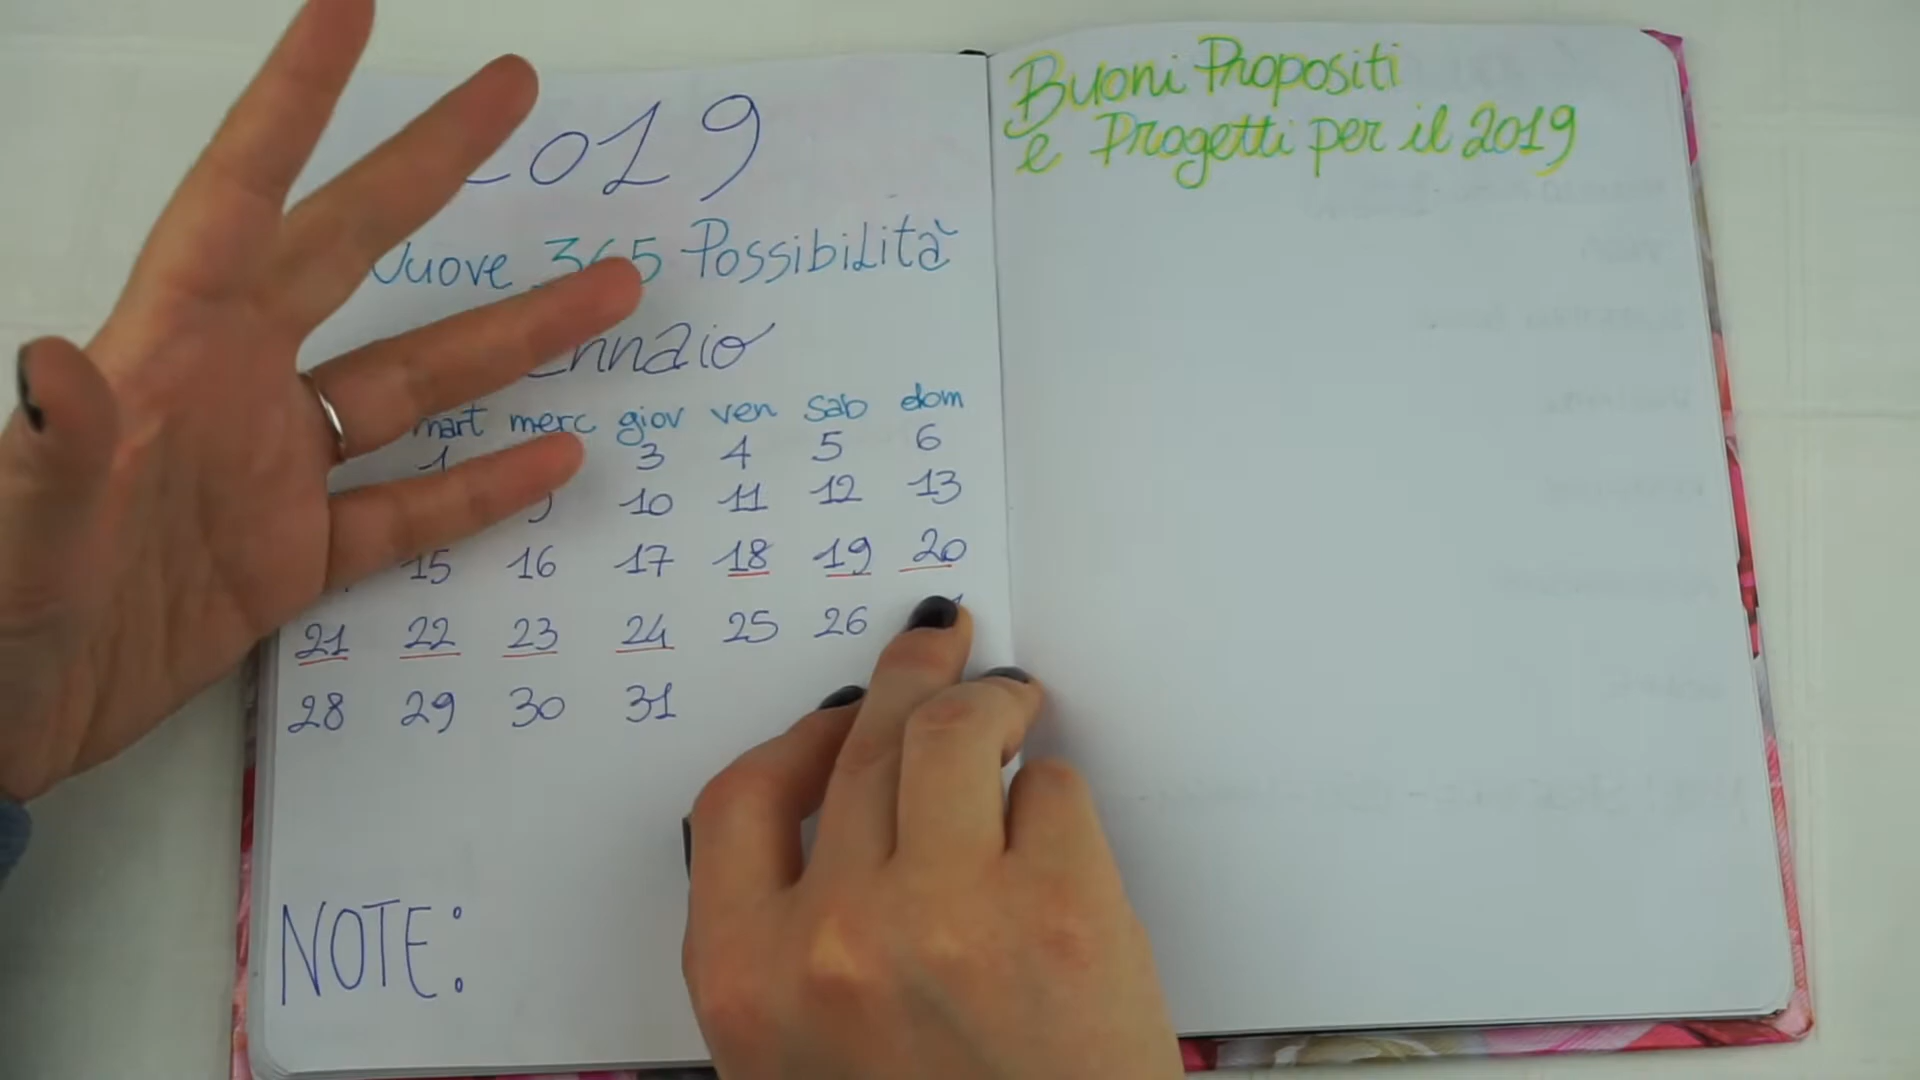 2019
Nuove 365 Possibilità
mart merc giov ven sab dom
1 3 4 5 6
10 11 12 13
15 16 17 18 19 20
21 22 23 24 25 26
28 29 30 31
NOTE:
Buoni Propositi
e Progetti per il 2019